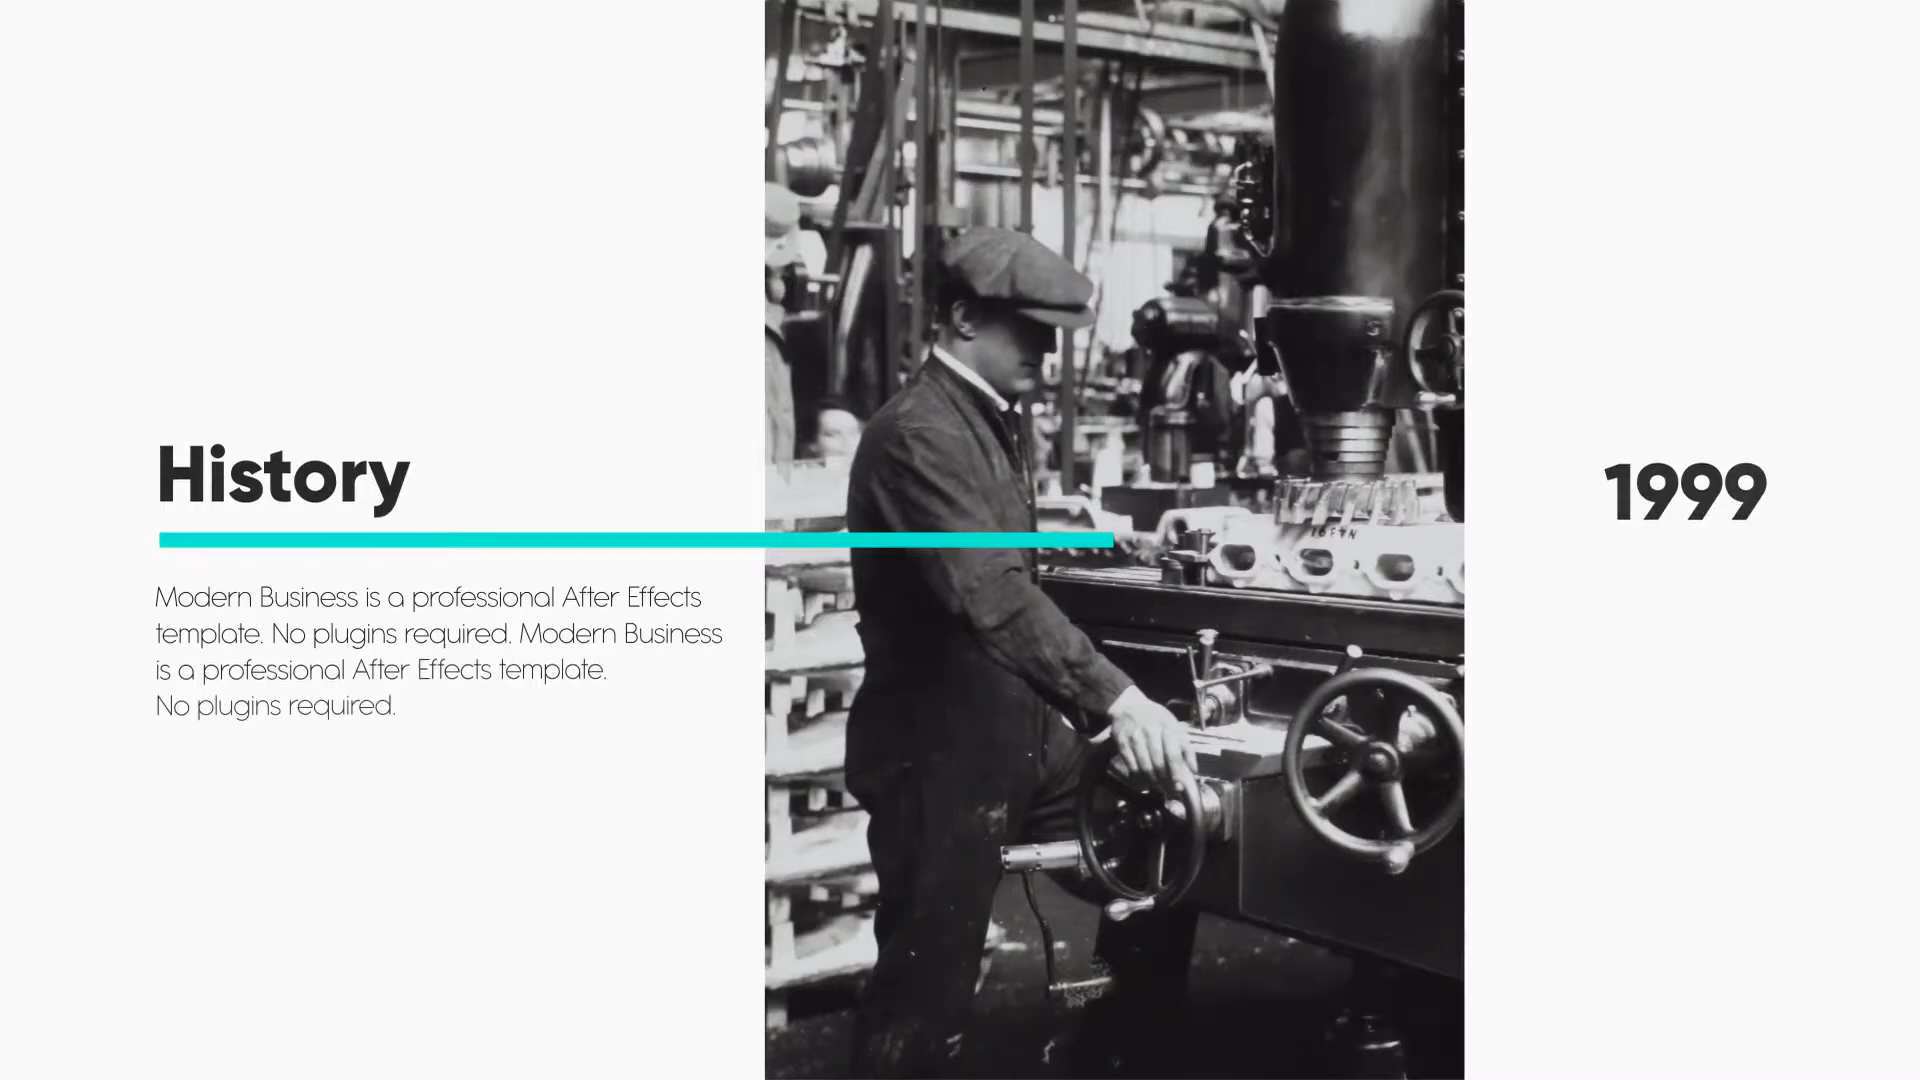 History
1999
Modern Business is a professional After Effects
template. No plugins required. Modern Business
is a professional After Effects template.
No plugins required.